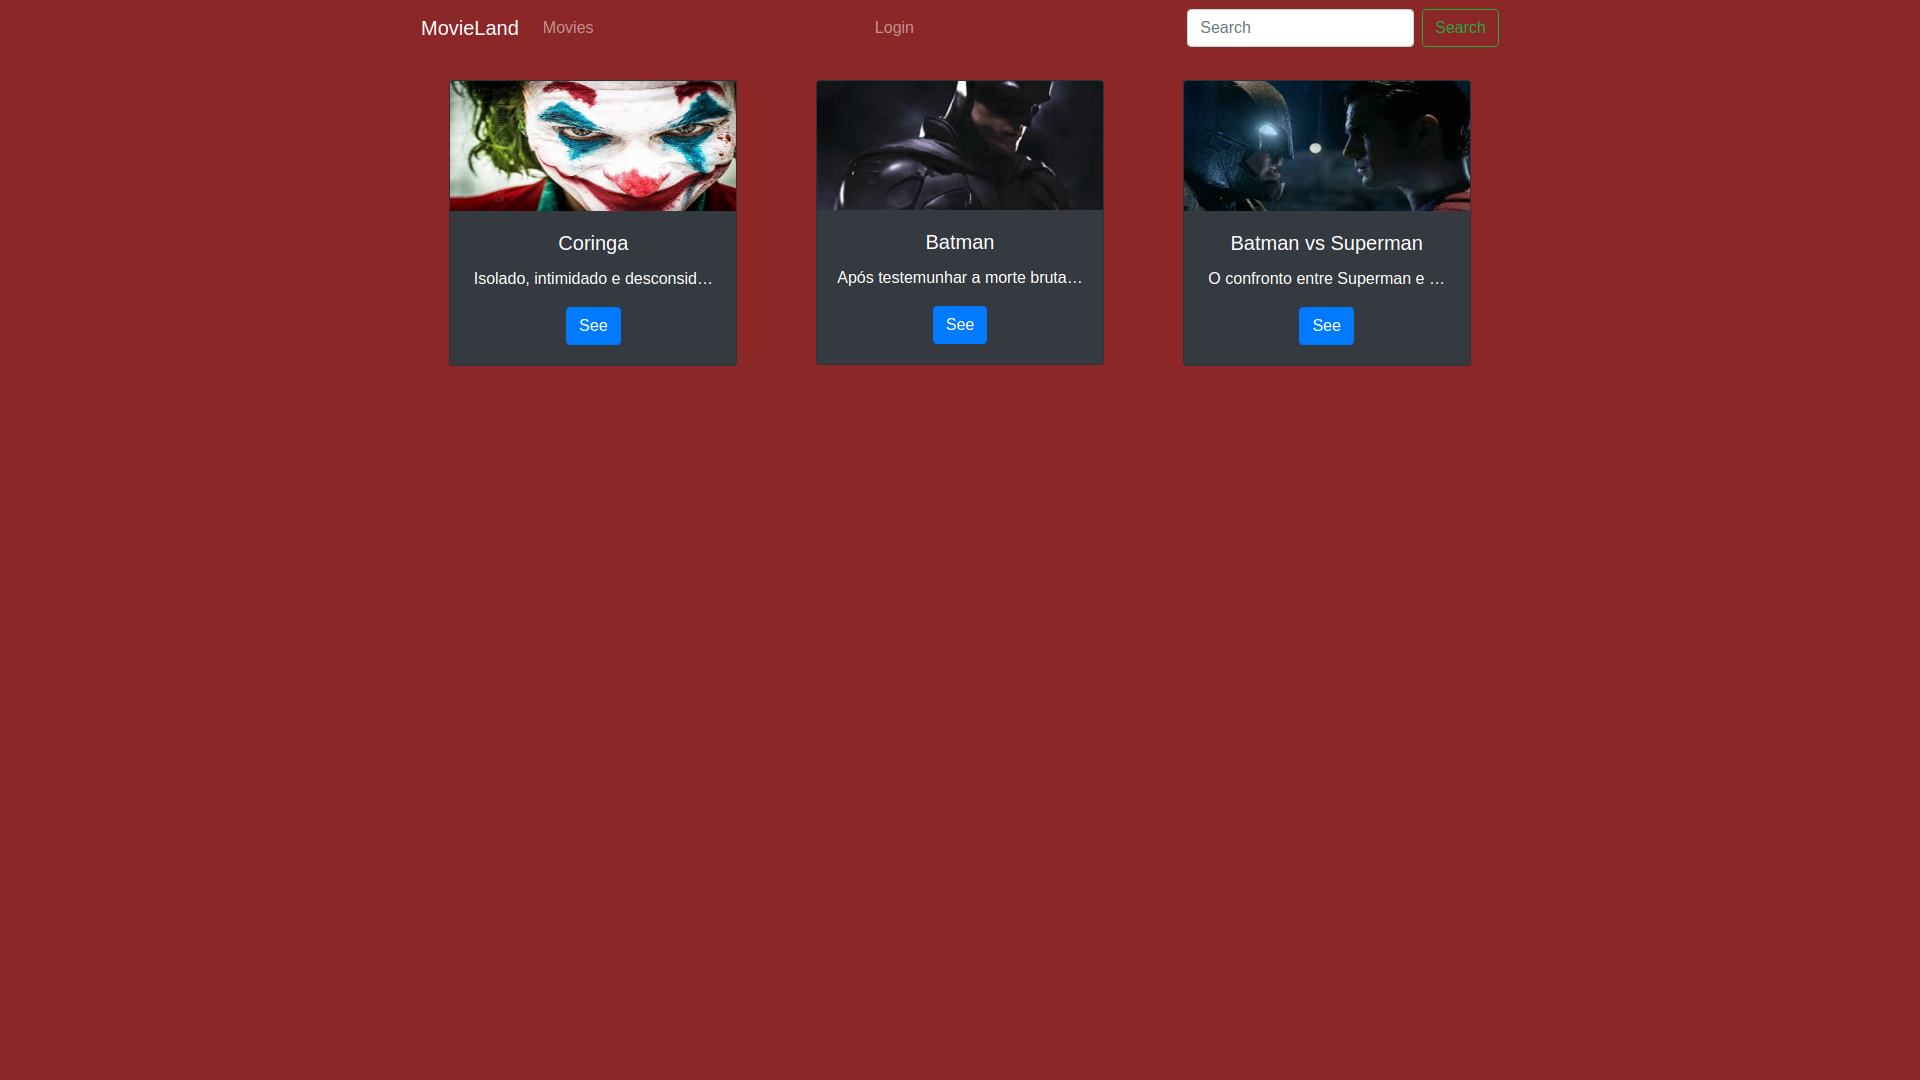 MovieLand Movies Login Search Search
Coringa
Isolado, intimidado e desconsid…
See
Batman
Após testemunhar a morte bruta…
See
Batman vs Superman
O confronto entre Superman e …
See